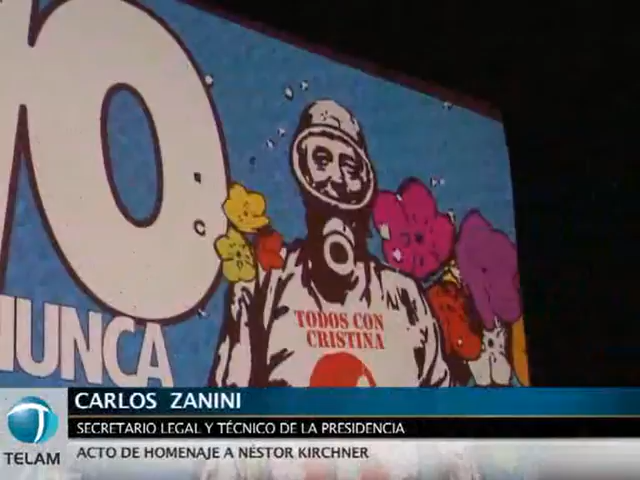 O
NUNCA
TODOS CON
CRISTINA
CARLOS ZANINI
SECRETARIO LEGAL Y TÉCNICO DE LA PRESIDENCIA
TELAM
ACTO DE HOMENAJE A NÉSTOR KIRCHNER